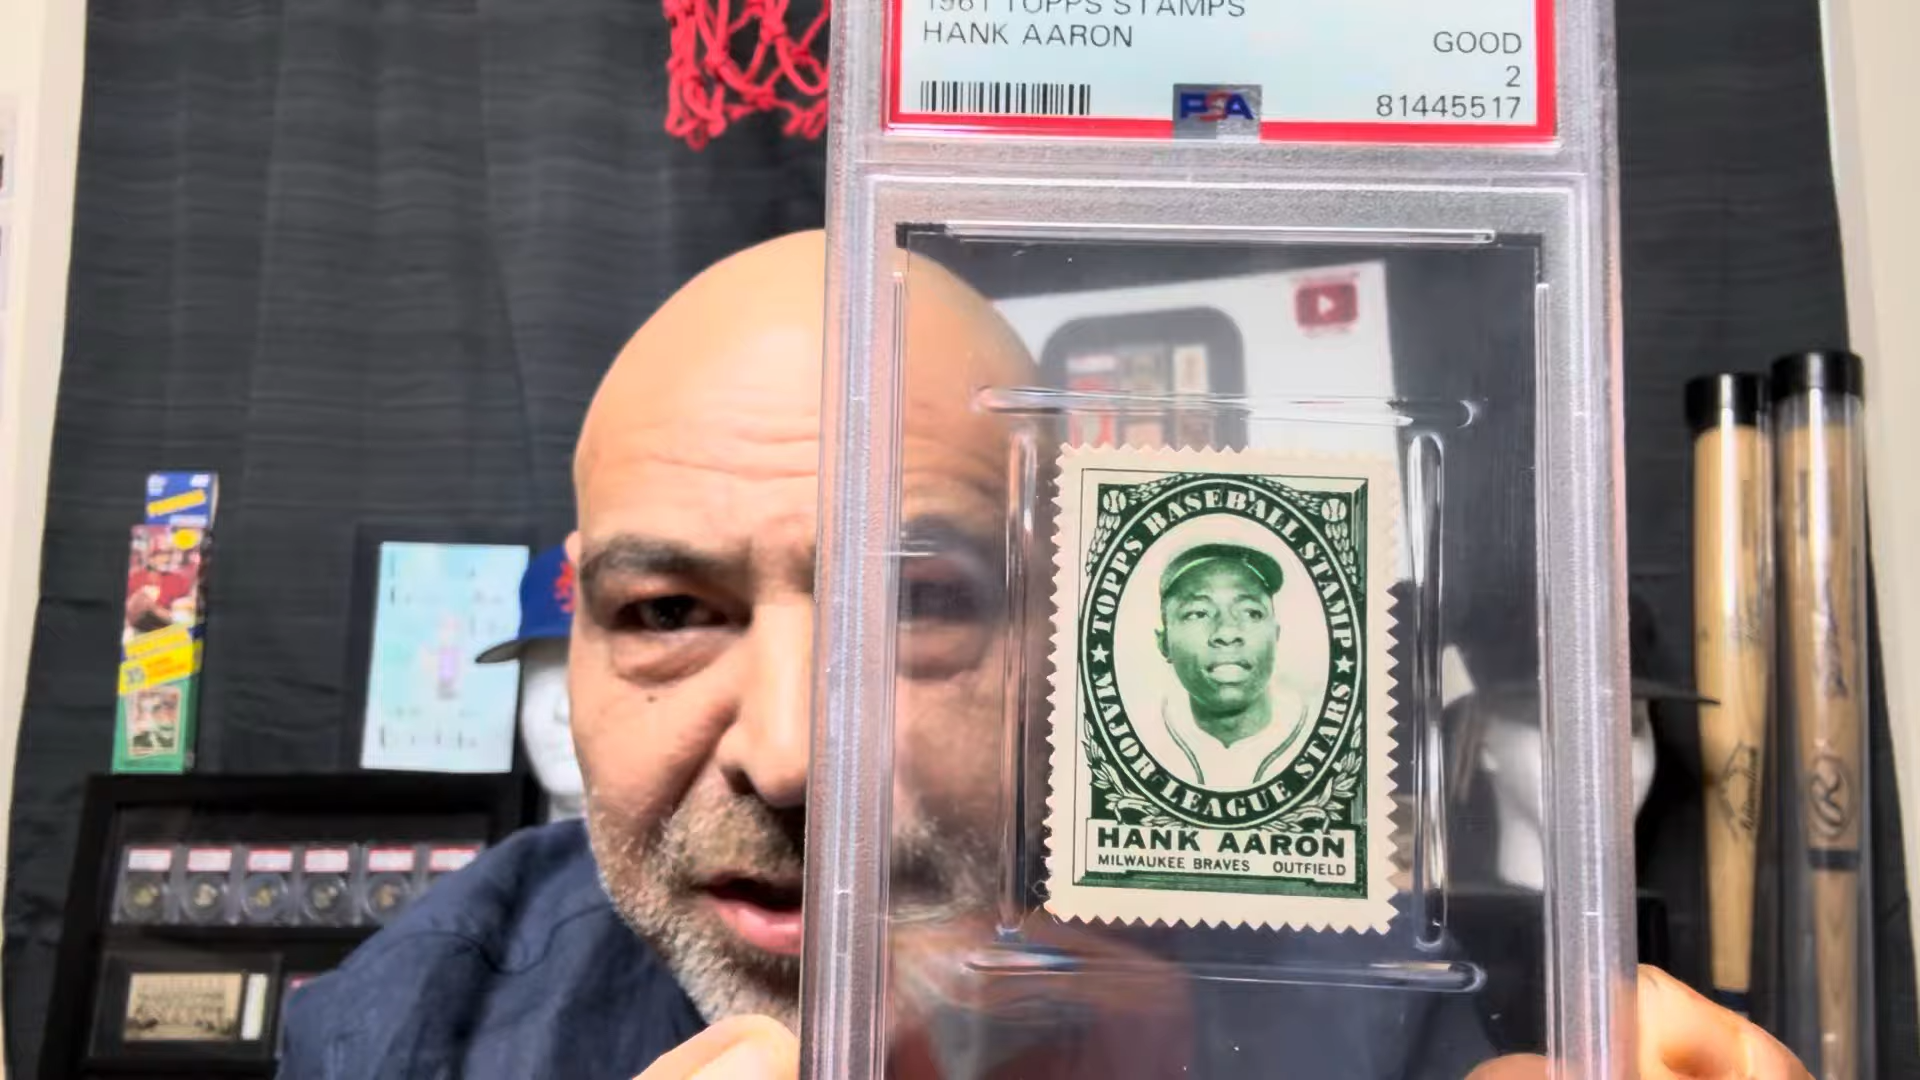 1961 TOPPS STAMPS
HANK AARON
GOOD
2
PSA
81445517
TOPPS BASEBALL STAMP
★ MAJOR LEAGUE STARS ★
HANK AARON
MILWAUKEE BRAVES OUTFIELD